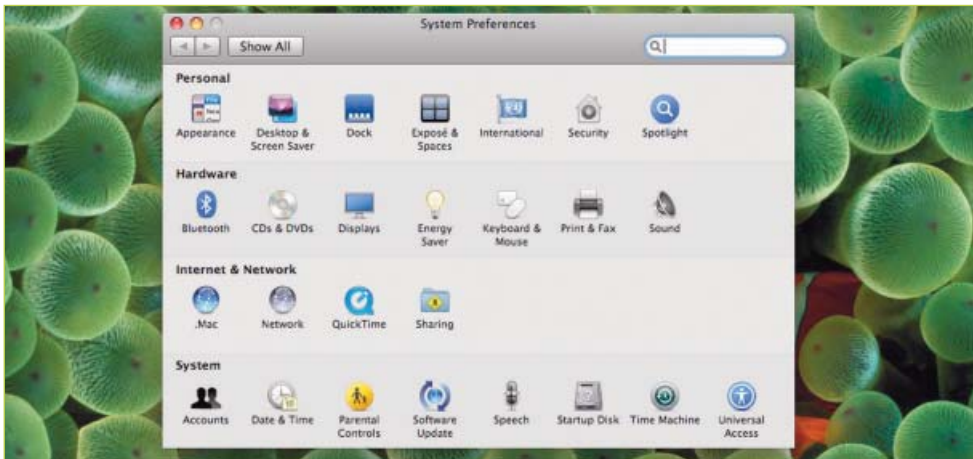 System Preferences
Show All
Personal
Appearance
Desktop &
Screen Saver
Dock
Exposé &
Spaces
International
Security
Spotlight
Hardware
Bluetooth
CDs & DVDs
Displays
Energy
Saver
Keyboard &
Mouse
Print & Fax
Sound
Internet & Network
.Mac
Network
QuickTime
Sharing
System
Accounts
Date & Time
Parental
Controls
Software
Update
Speech
Startup Disk
Time Machine
Universal
Access